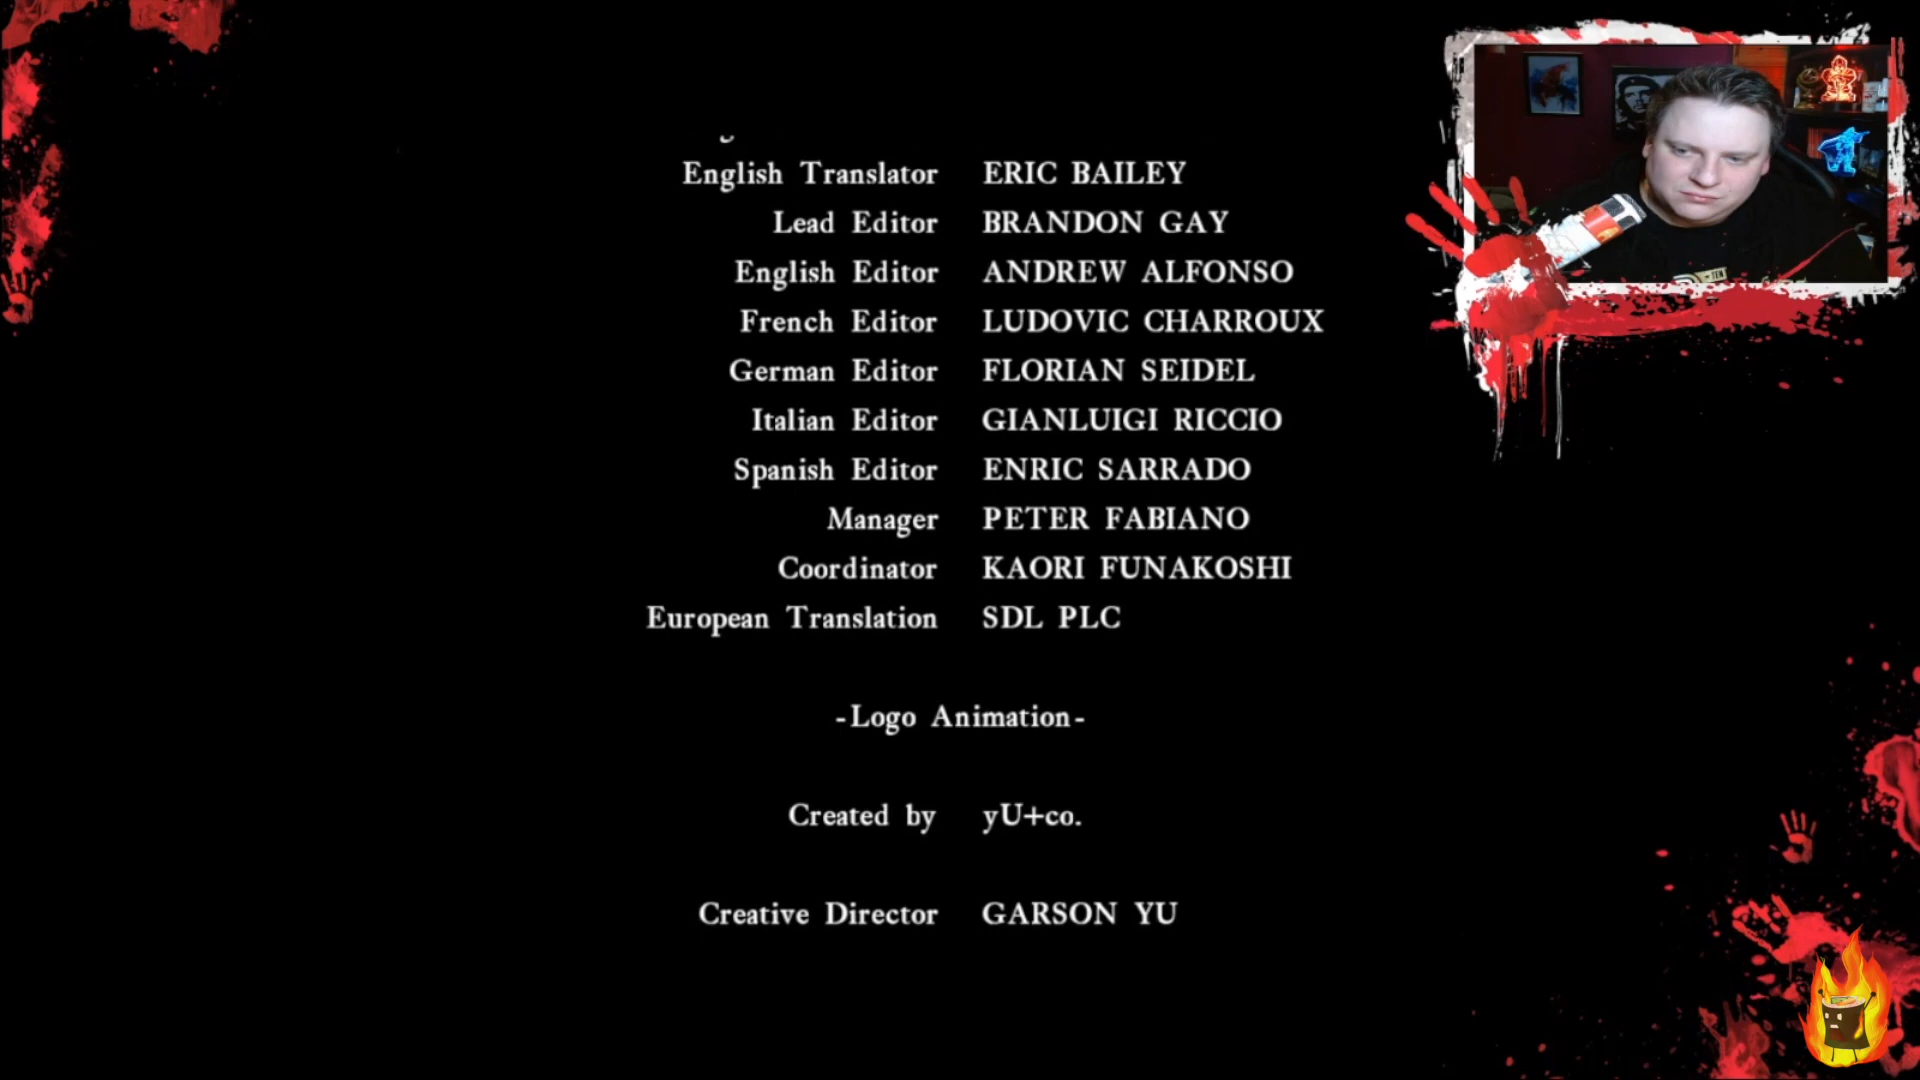 English Translator ERIC BAILEY
Lead Editor BRANDON GAY
English Editor ANDREW ALFONSO
French Editor LUDOVIC CHARROUX
German Editor FLORIAN SEIDEL
Italian Editor GIANLUIGI RICCIO
Spanish Editor ENRIC SARRADO
Manager PETER FABIANO
Coordinator KAORI FUNAKOSHI
European Translation SDL PLC
-Logo Animation-
Created by yU+co.
Creative Director GARSON YU